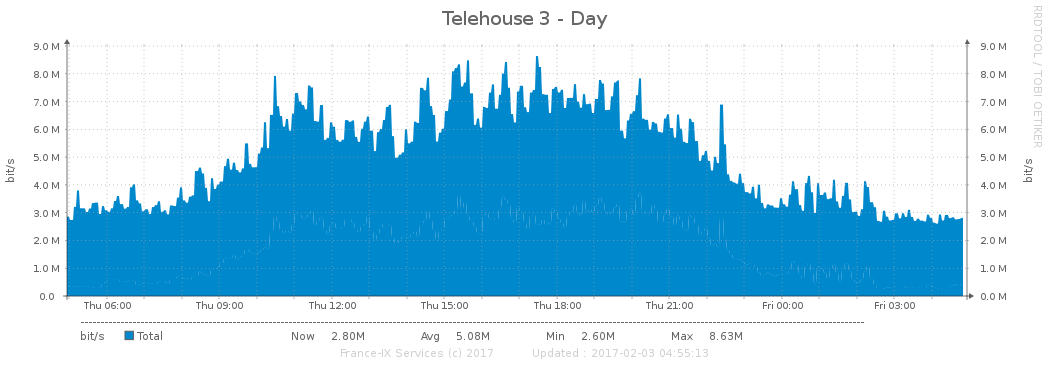 Telehouse 3 - Day
RRDTOOL / TOBI OETIKER
9.0 M 9.0 M
8.0 M 8.0 M
7.0 M 7.0 M
6.0 M 6.0 M
5.0 M 5.0 M
4.0 M 4.0 M
3.0 M 3.0 M
2.0 M 2.0 M
1.0 M 1.0 M
0.0 0.0 M
bit/s bit/s
Thu 06:00 Thu 09:00 Thu 12:00 Thu 15:00 Thu 18:00 Thu 21:00 Fri 00:00 Fri 03:00
bit/s Total Now 2.80M Avg 5.08M Min 2.60M Max 8.63M
France-IX Services (c) 2017 Updated : 2017-02-03 04:55:13